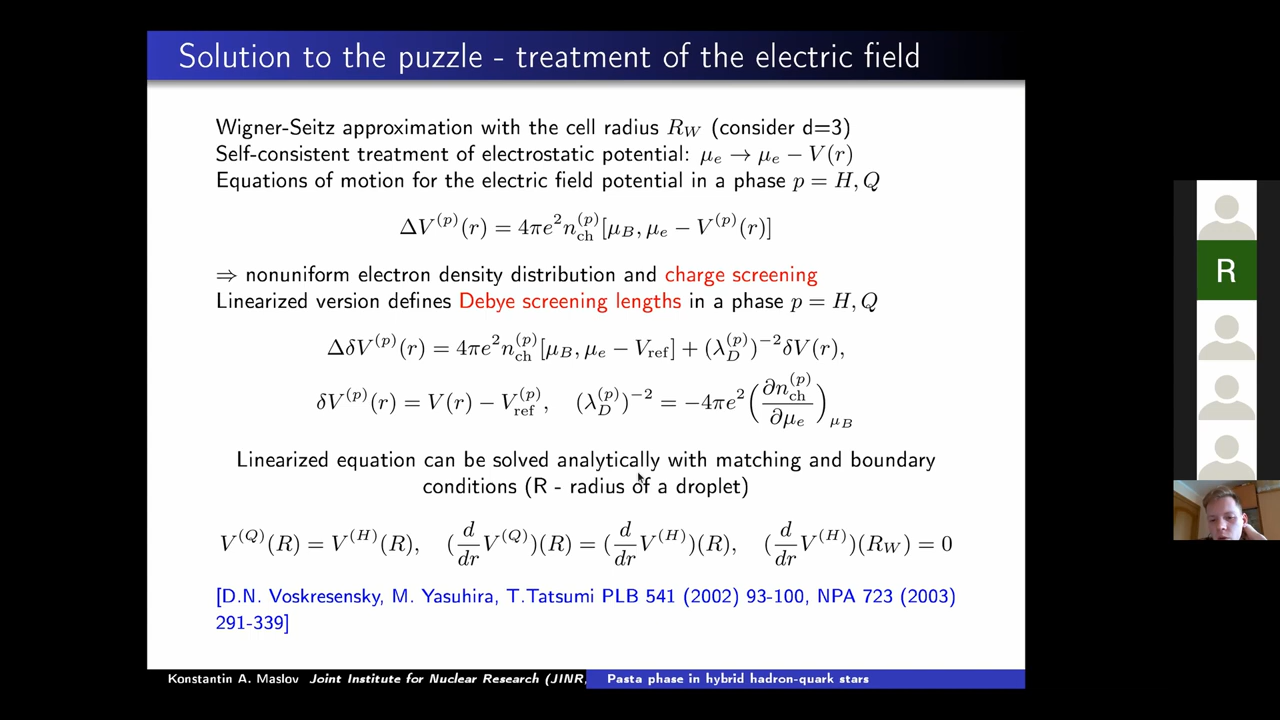 Solution to the puzzle - treatment of the electric field
Wigner-Seitz approximation with the cell radius R_W (consider d=3)
Self-consistent treatment of electrostatic potential: μ_e → μ_e − V(r)
Equations of motion for the electric field potential in a phase p = H, Q
ΔV^(p)(r) = 4πe²n_ch^(p)[μ_B, μ_e − V^(p)(r)]
⇒ nonuniform electron density distribution and charge screening
Linearized version defines Debye screening lengths in a phase p = H, Q
ΔδV^(p)(r) = 4πe²n_ch^(p)[μ_B, μ_e − V_ref] + (λ_D^(p))^−2 δV(r),
δV^(p)(r) = V(r) − V_ref^(p), (λ_D^(p))^−2 = −4πe²(∂n_ch^(p)/∂μ_e)_μ_B
Linearized equation can be solved analytically with matching and boundary
conditions (R - radius of a droplet)
V^(Q)(R) = V^(H)(R), (d/dr V^(Q))(R) = (d/dr V^(H))(R), (d/dr V^(H))(R_W) = 0
[D.N. Voskresensky, M. Yasuhira, T.Tatsumi PLB 541 (2002) 93-100, NPA 723 (2003)
291-339]
Konstantin A. Maslov Joint Institute for Nuclear Research (JINR, Pasta phase in hybrid hadron-quark stars
R